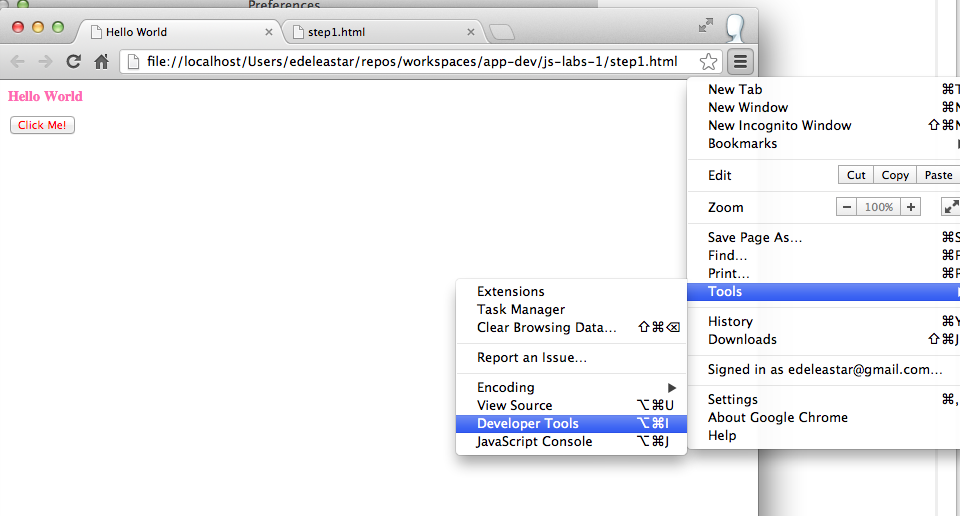 Preferences
Hello World
step1.html
file://localhost/Users/edeleastar/repos/workspaces/app-dev/js-labs-1/step1.html
Hello World
Click Me!
New Tab ⌘T
New Window ⌘N
New Incognito Window ⇧⌘N
Bookmarks
Edit Cut Copy Paste
Zoom − 100% +
Save Page As... ⌘S
Find... ⌘F
Print... ⌘P
Tools
History ⌘Y
Downloads ⇧⌘J
Signed in as edeleastar@gmail.com...
Settings ⌘,
About Google Chrome
Help
Extensions
Task Manager
Clear Browsing Data... ⇧⌘⌫
Report an Issue...
Encoding ▶
View Source ⌥⌘U
Developer Tools ⌥⌘I
JavaScript Console ⌥⌘J